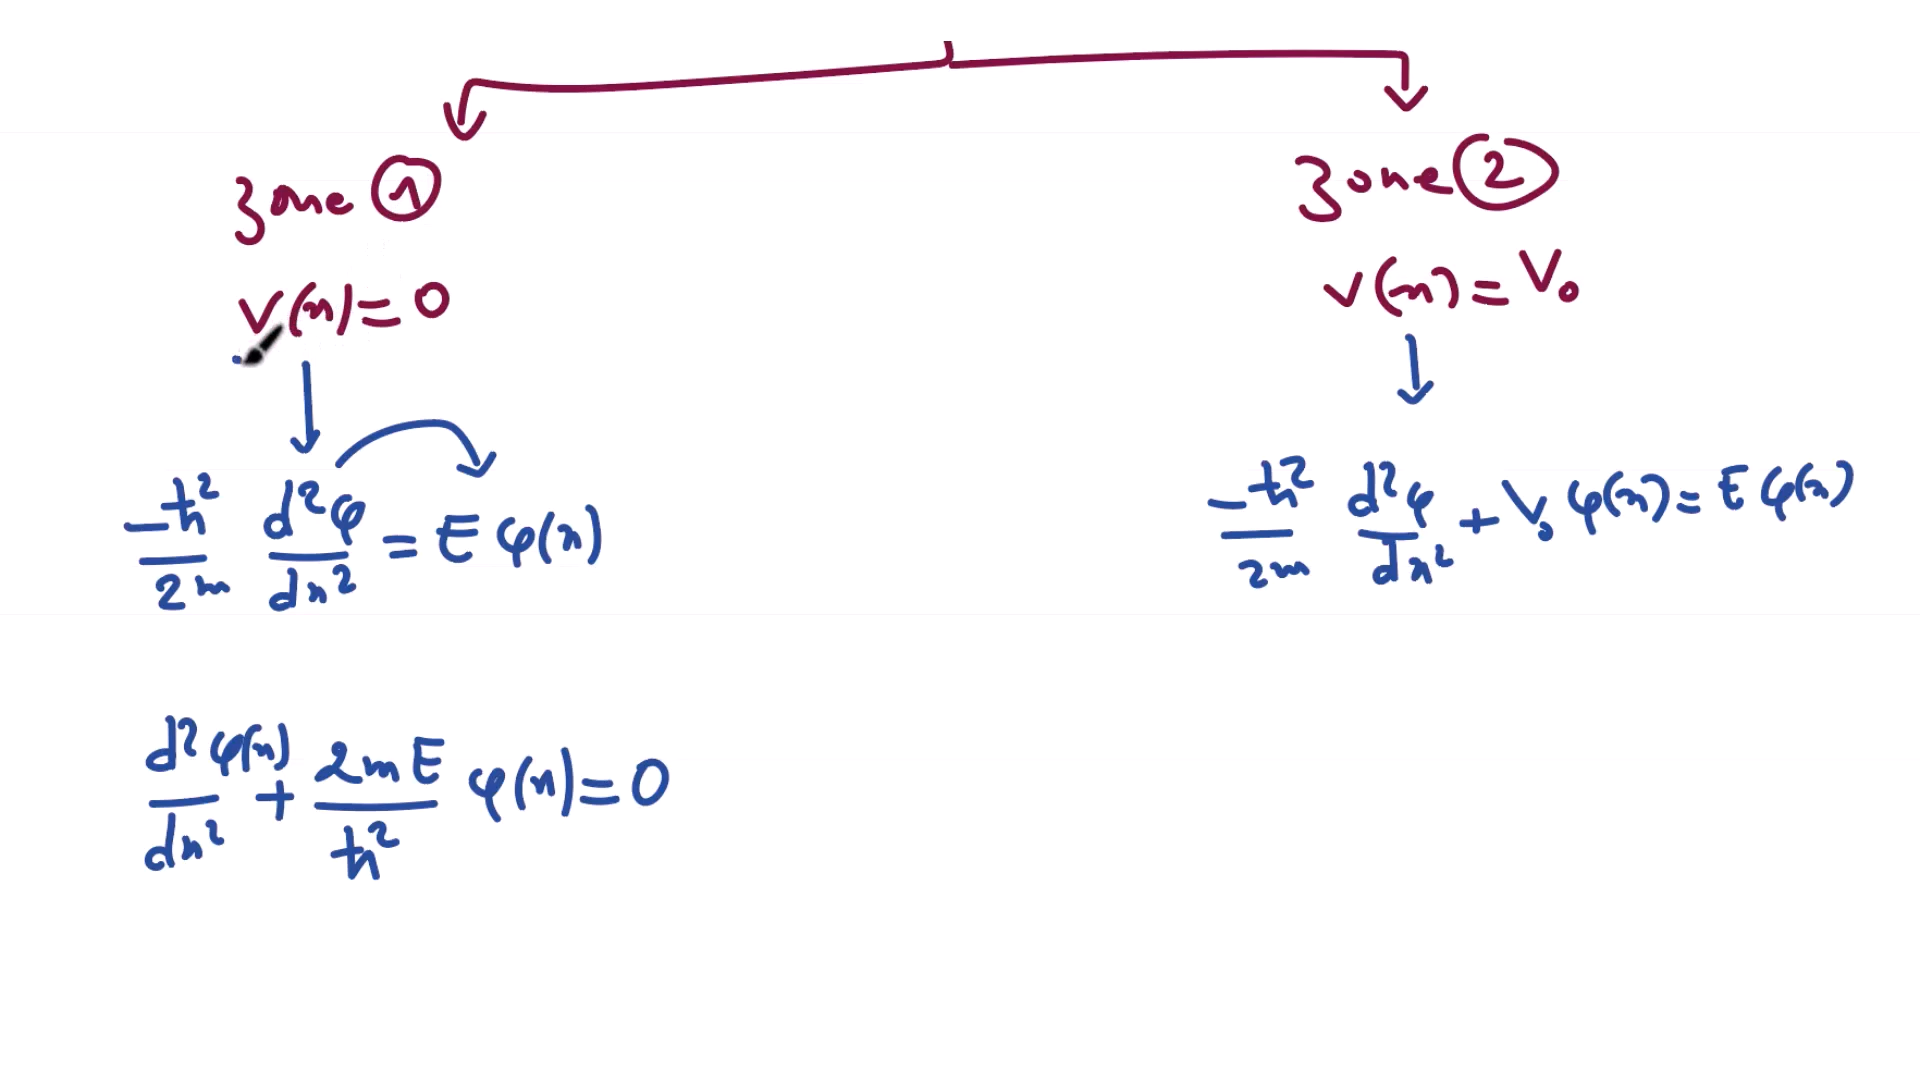 Zone ①
V(x) = 0
-ħ²/2m d²φ/dx² = E φ(x)
d²φ(x)/dx² + 2mE/ħ² φ(x) = 0
Zone ②
V(x) = V₀
-ħ²/2m d²φ/dx² + V₀ φ(x) = E φ(x)